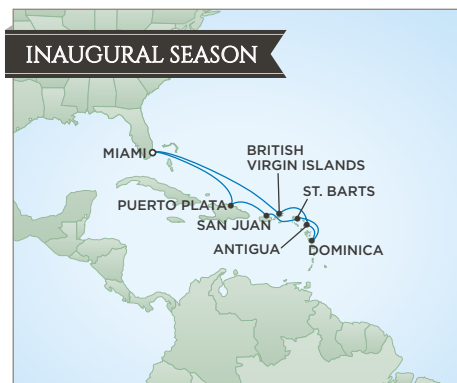 INAUGURAL SEASON
MIAMI
BRITISH
VIRGIN ISLANDS
ST. BARTS
PUERTO PLATA
SAN JUAN
ANTIGUA
DOMINICA